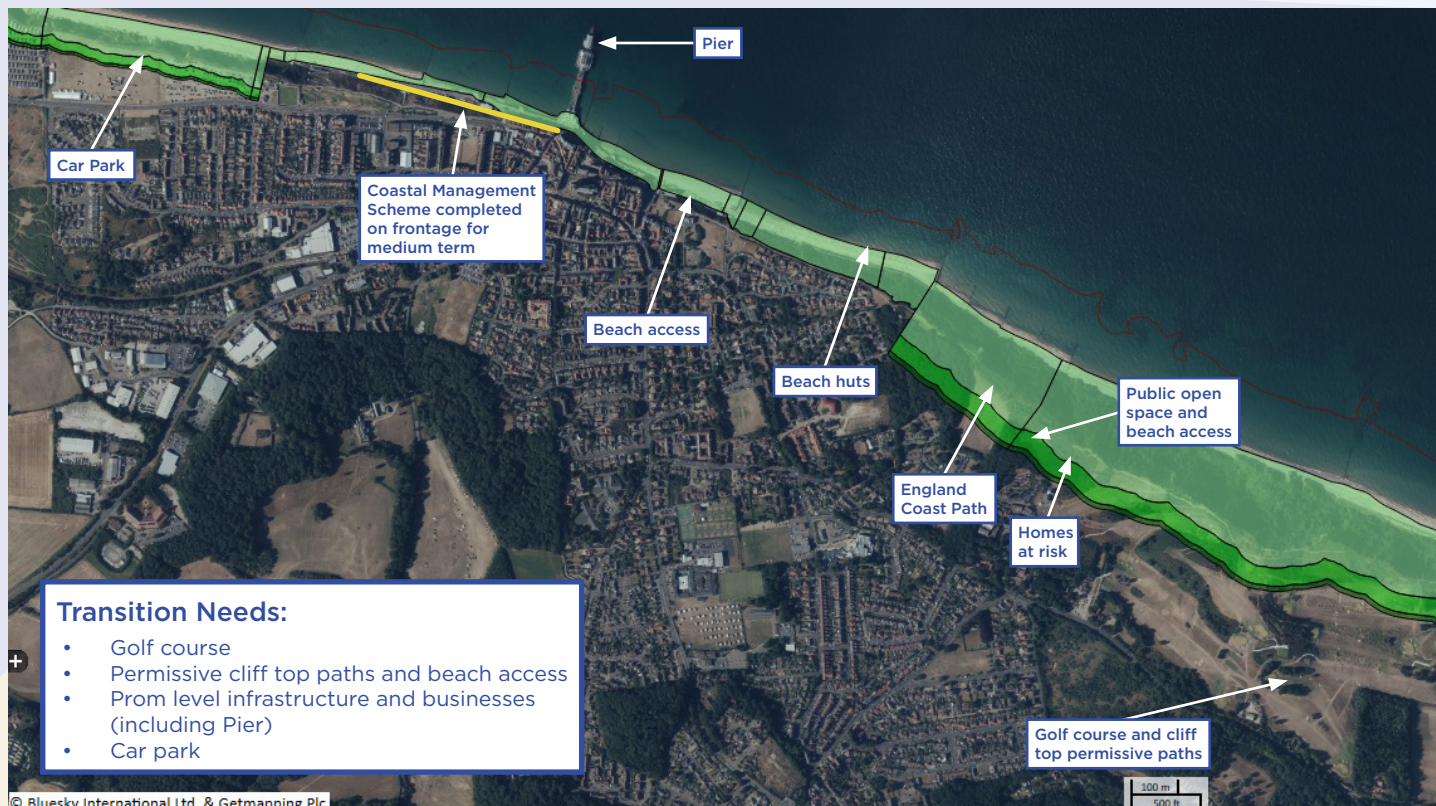 Pier
Car Park
Coastal Management
Scheme completed
on frontage for
medium term
Beach access
Beach huts
Public open
space and
beach access
England
Coast Path
Homes
at risk
Golf course and cliff
top permissive paths
Transition Needs:
• Golf course
• Permissive cliff top paths and beach access
• Prom level infrastructure and businesses
(including Pier)
• Car park
+
100 m
500 ft
© Bluesky International Ltd. & Getmapping Plc